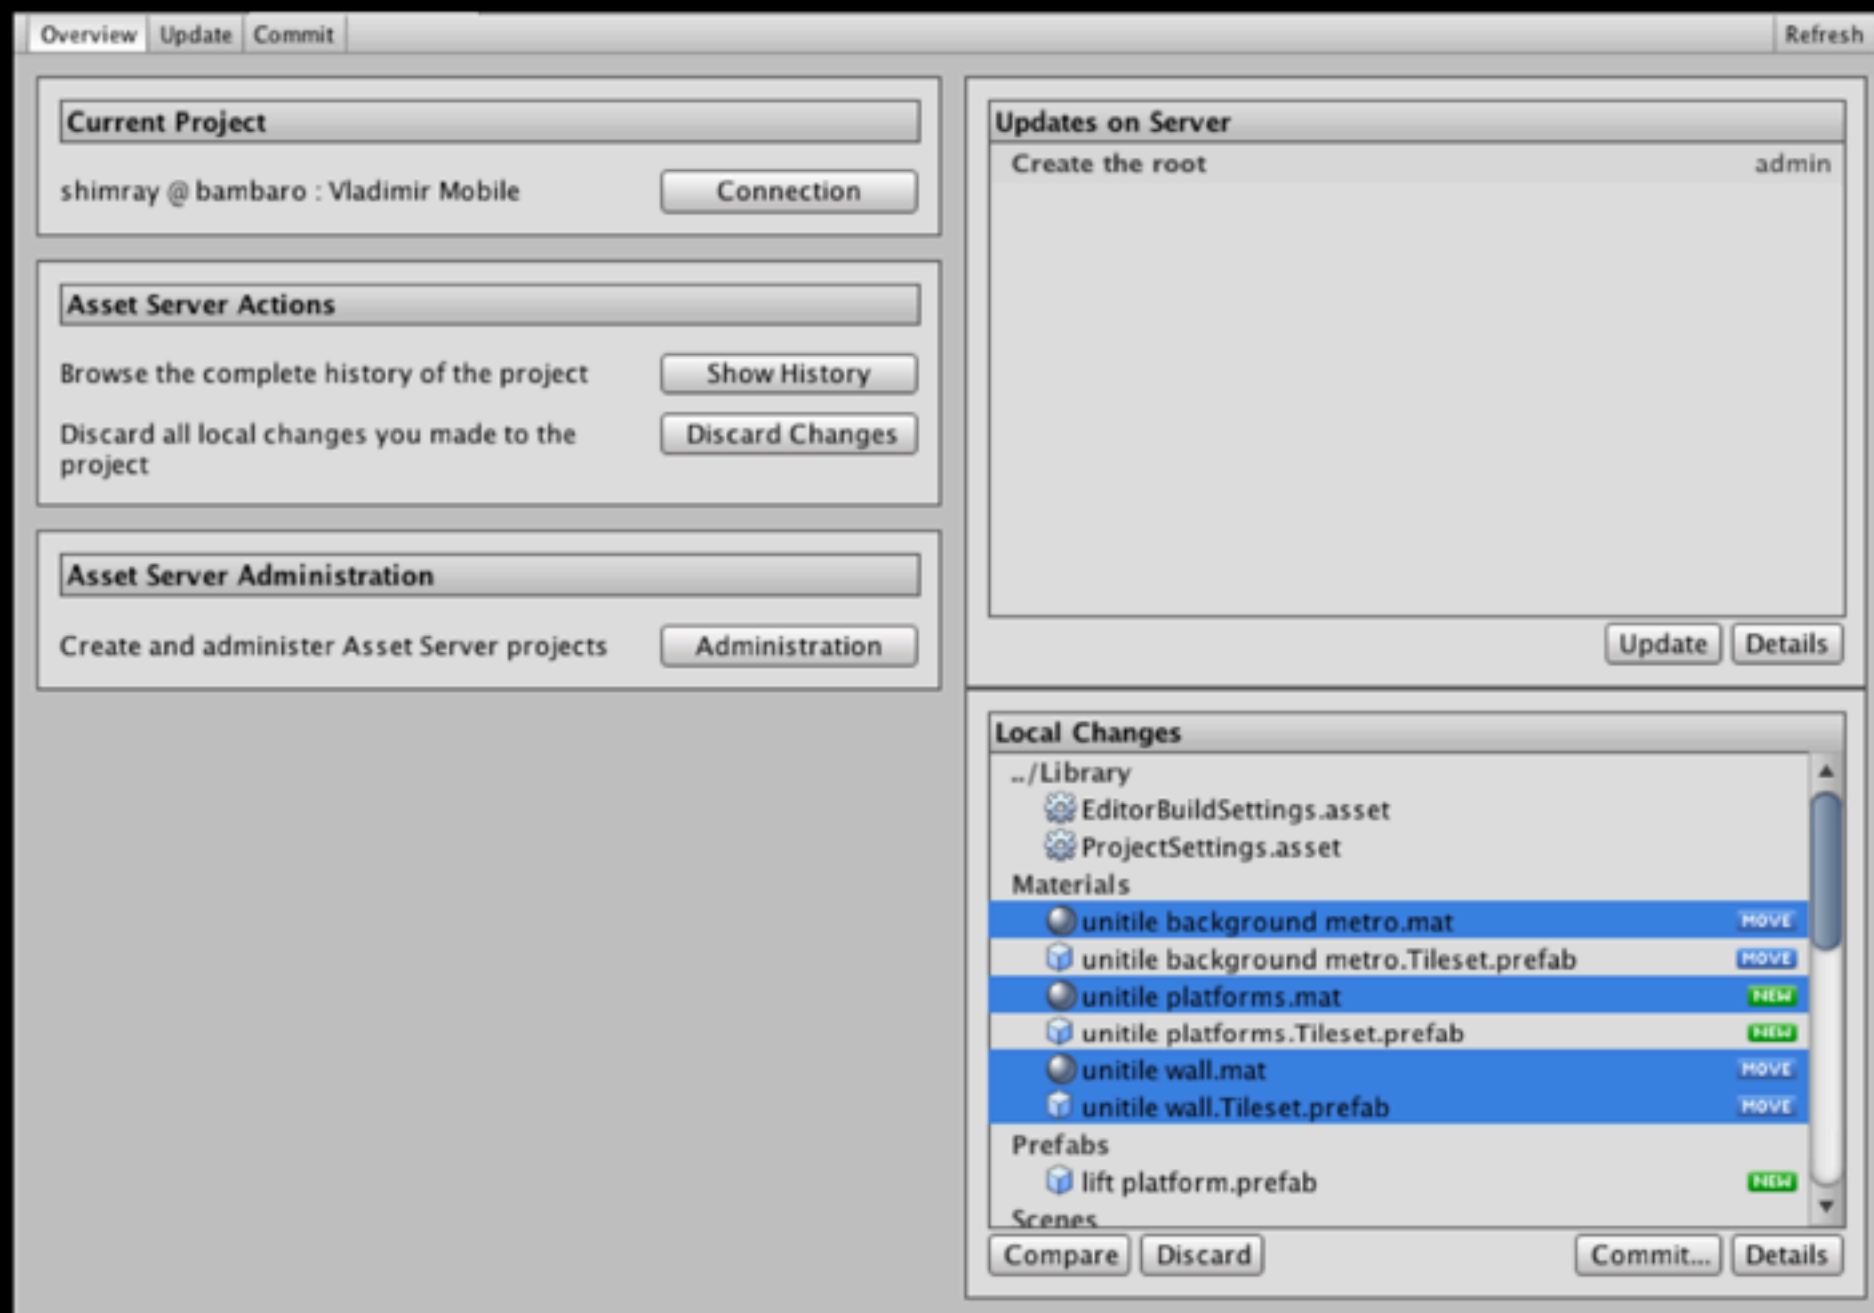 Overview Update Commit Refresh
Current Project
shimray @ bambaro : Vladimir Mobile Connection
Asset Server Actions
Browse the complete history of the project Show History
Discard all local changes you made to the Discard Changes
project
Asset Server Administration
Create and administer Asset Server projects Administration
Updates on Server
Create the root admin
Update Details
Local Changes
../Library
EditorBuildSettings.asset
ProjectSettings.asset
Materials
unitile background metro.mat MOVE
unitile background metro.Tileset.prefab MOVE
unitile platforms.mat NEW
unitile platforms.Tileset.prefab NEW
unitile wall.mat MOVE
unitile wall.Tileset.prefab MOVE
Prefabs
lift platform.prefab NEW
Scenes
Compare Discard Commit... Details